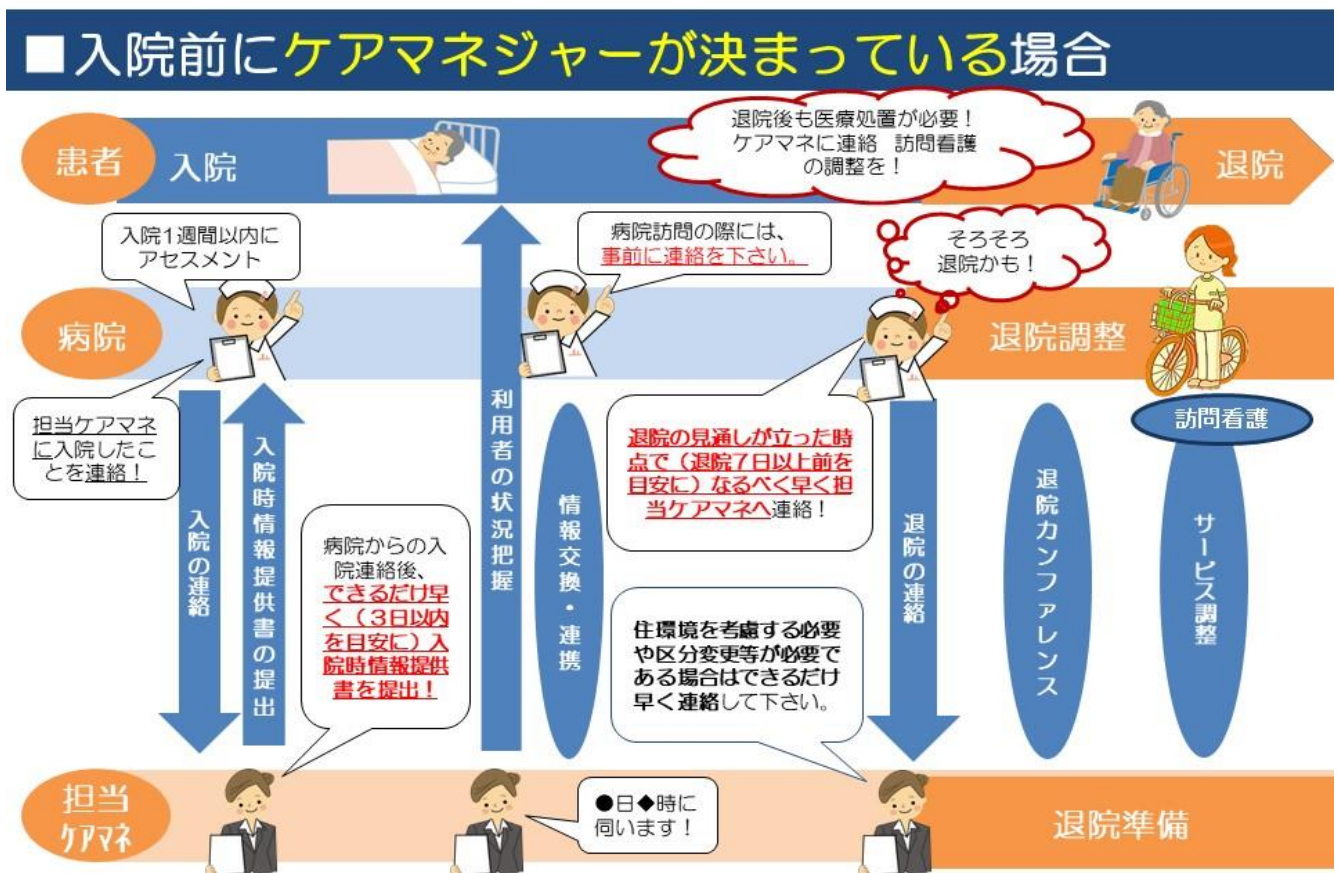 ■入院前にケアマネジャーが決まっている場合
患者
入院
退院後も医療処置が必要！
ケアマネに連絡　訪問看護
の調整を！
退院
入院1週間以内に
アセスメント
病院訪問の際には、
事前に連絡を下さい。
そろそろ
退院かも！
病院
退院調整
担当ケアマネ
に入院したこ
とを連絡！
入院の連絡
入院時情報提供書の提出
利用者の状況把握
情報交換・連携
退院の見通しが立った時
点で（退院７日以上前を
目安に）なるべく早く担
当ケアマネへ連絡！
退院の連絡
退院カンファレンス
訪問看護
サービス調整
病院からの入
院連絡後、
できるだけ早
く（３日以内
を目安に）入
院時情報提供
書を提出！
住環境を考慮する必要
や区分変更等が必要で
ある場合はできるだけ
早く連絡して下さい。
担当
ケアマネ
●日◆時に
伺います！
退院準備